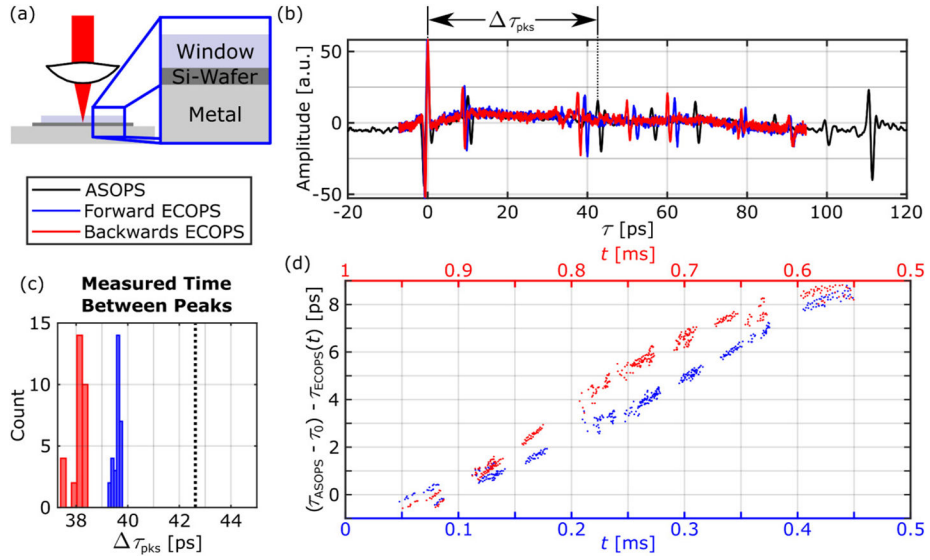 (a)
Window
Si-Wafer
Metal
ASOPS
Forward ECOPS
Backwards ECOPS
(b)
Δτpks
Amplitude [a.u.]
50
0
-50
-20 0 20 40 60 80 100 120
τ [ps]
(c)
Measured Time
Between Peaks
Count
15
10
5
0
38 40 42 44
Δτpks [ps]
(d)
t [ms]
1 0.9 0.8 0.7 0.6 0.5
(τASOPS - τ0) - τECOPS(t) [ps]
8
6
4
2
0
0 0.1 0.2 0.3 0.4 0.5
t [ms]